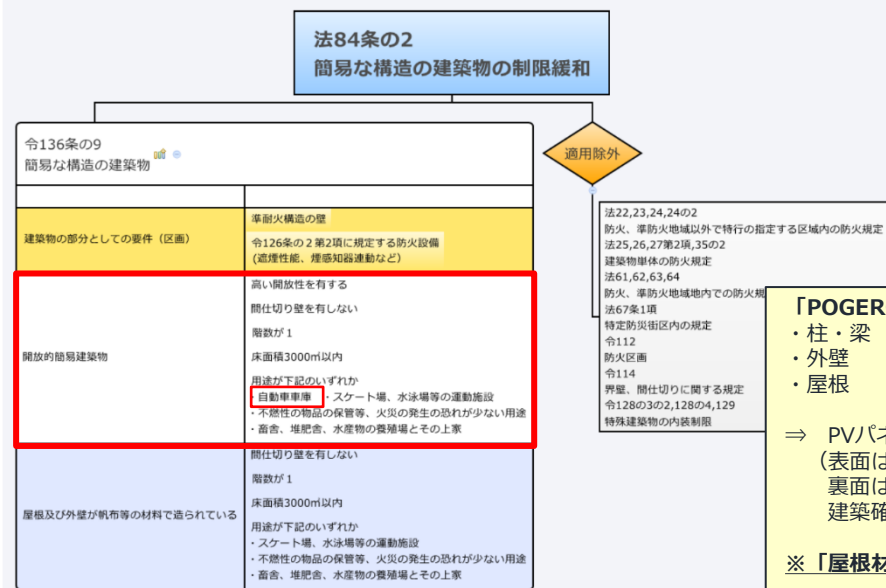 法84条の2
簡易な構造の建築物の制限緩和
令136条の9
簡易な構造の建築物
適用除外
建築物の部分としての要件（区画）
準耐火構造の壁
令126条の２第2項に規定する防火設備
(遮煙性能、煙感知器連動など）
開放的簡易建築物
高い開放性を有する
間仕切り壁を有しない
階数が１
床面積3000㎡以内
用途が下記のいずれか
・自動車車庫　・スケート場、水泳場等の運動施設
・不燃性の物品の保管等、火災の発生の恐れが少ない用途
・畜舎、堆肥舎、水産物の養殖場とその上家
屋根及び外壁が帆布等の材料で造られている
間仕切り壁を有しない
階数が１
床面積3000㎡以内
用途が下記のいずれか
・スケート場、水泳場等の運動施設
・不燃性の物品の保管等、火災の発生の恐れが少ない用途
・畜舎、堆肥舎、水産物の養殖場とその上家
法22,23,24,24の2
防火、準防火地域以外で特行の指定する区域内の防火規定
法25,26,27第2項,35の2
建築物単体の防火規定
法61,62,63,64
防火、準防火地域地内での防火規
法67条1項
特定防災街区内の規定
令112
防火区画
令114
界壁、間仕切りに関する規定
令128の3の2,128の4,129
特殊建築物の内装制限
「POGER
・柱・梁
・外壁
・屋根
⇒　PVパネ
（表面は
裏面は
建築確
※「屋根材